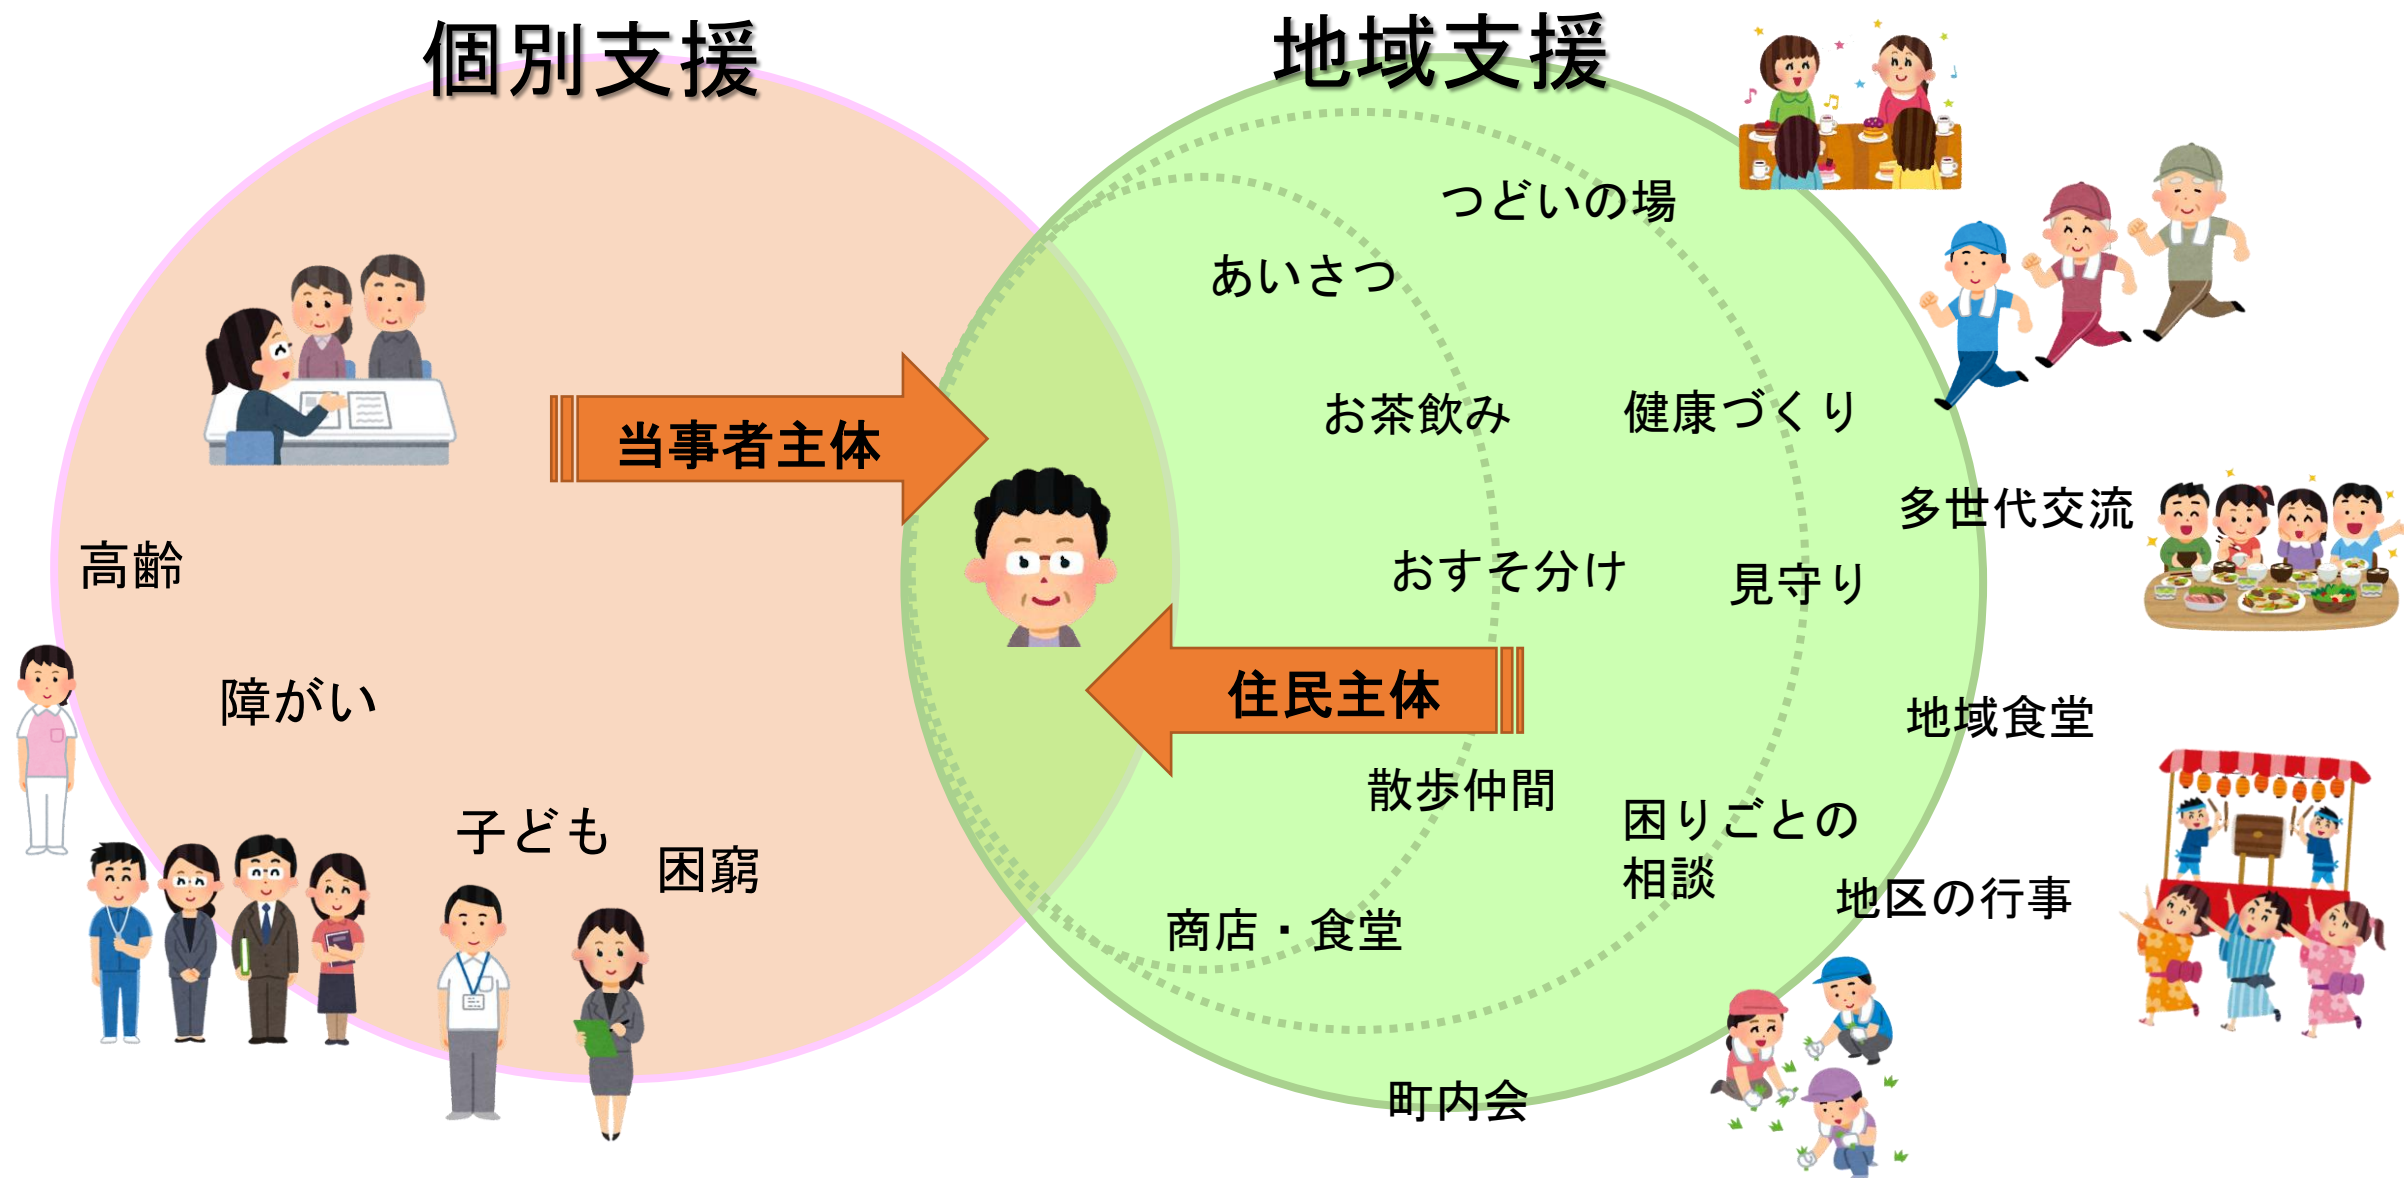 個別支援
地域支援
つどいの場
あいさつ
お茶飲み
健康づくり
当事者主体
多世代交流
高齢
おすそ分け
見守り
障がい
住民主体
地域食堂
散歩仲間
子ども
困窮
困りごとの
相談
地区の行事
商店・食堂
町内会